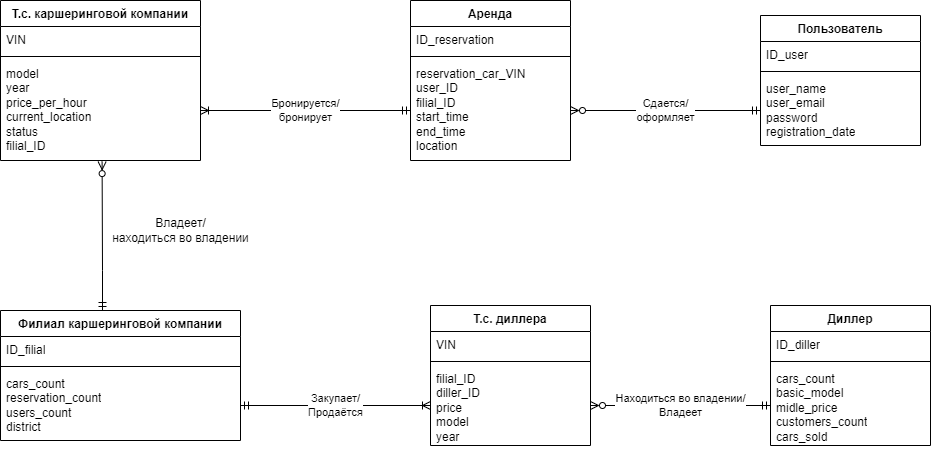 Т.с. каршеринговой компании
VIN
model
year
price_per_hour
current_location
status
filial_ID
Бронируется/
бронирует
Аренда
ID_reservation
reservation_car_VIN
user_ID
filial_ID
start_time
end_time
location
Сдается/
оформляет
Пользователь
ID_user
user_name
user_email
password
registration_date
Владеет/
находиться во владении
Филиал каршеринговой компании
ID_filial
cars_count
reservation_count
users_count
district
Закупает/
Продаётся
Т.с. диллера
VIN
filial_ID
diller_ID
price
model
year
Находиться во владении/
Владеет
Диллер
ID_diller
cars_count
basic_model
midle_price
customers_count
cars_sold